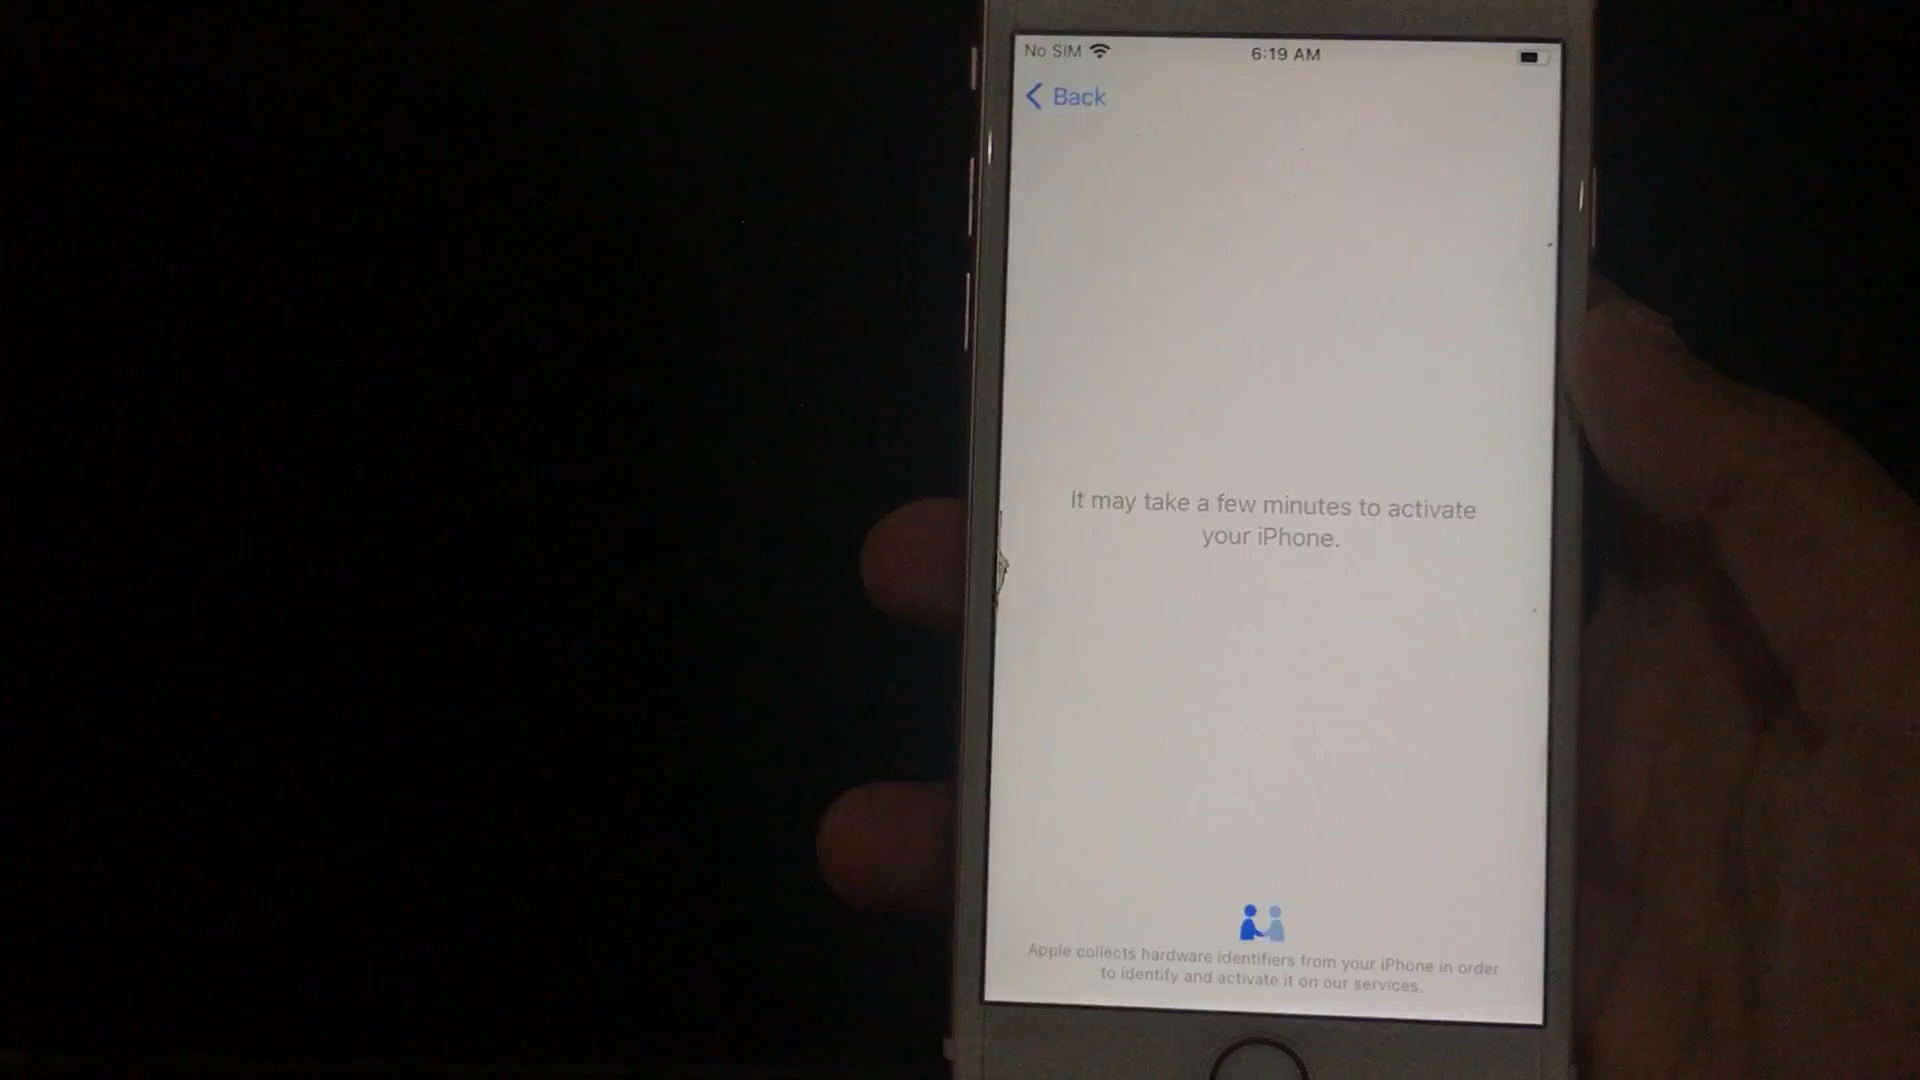 No SIM
6:19 AM
Back
It may take a few minutes to activate
your iPhone.
Apple collects hardware identifiers from your iPhone in order
to identify and activate it on our services.